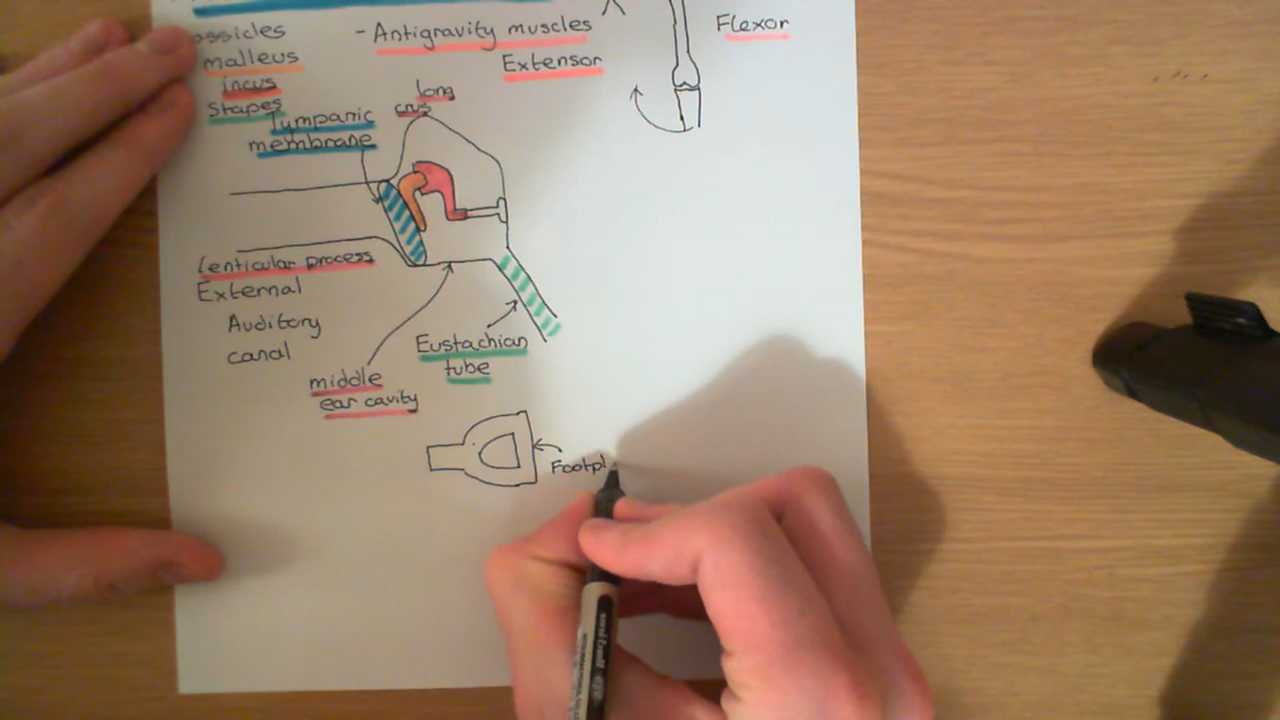 ossicles
malleus
incus
stapes
- Antigravity muscles
Extensor
Flexor
long
crus
Tympanic
membrane
Lenticular process
External
Auditory
canal
middle
ear cavity
Eustachian
tube
Footpl